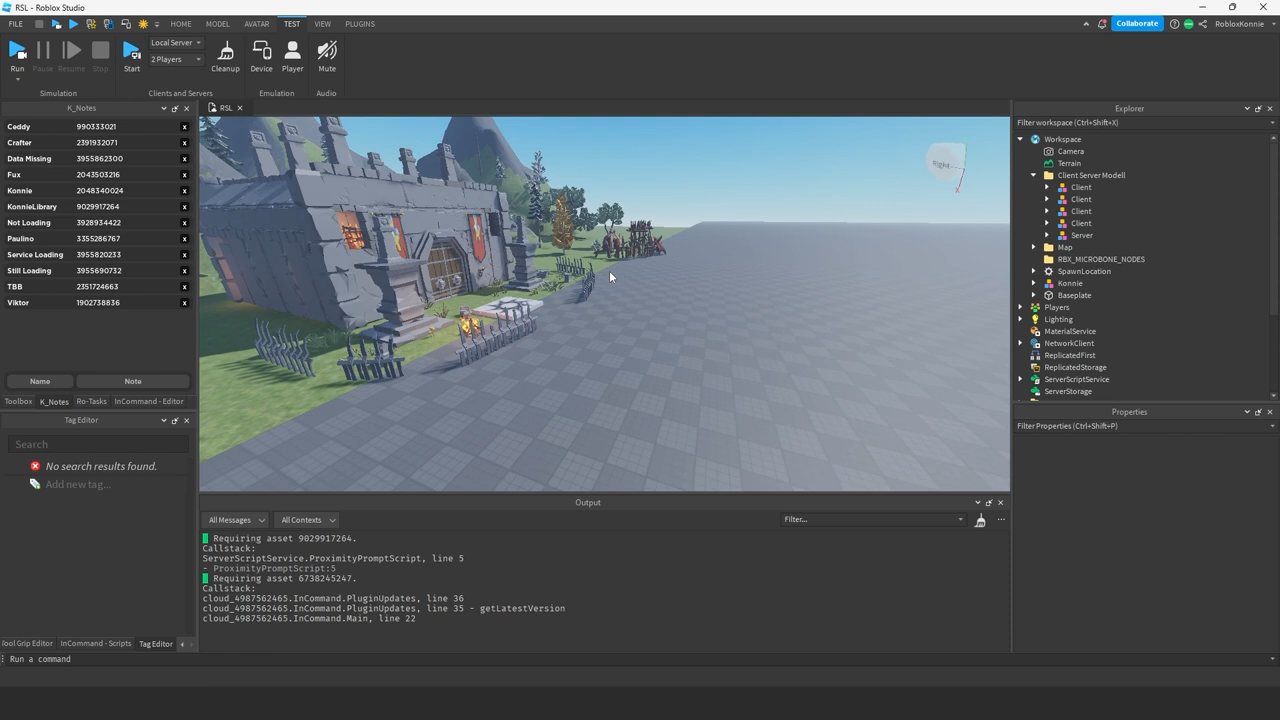 RSL - Roblox Studio
FILE
HOME
MODEL
AVATAR
TEST
VIEW
PLUGINS
Collaborate
RobloxKonnie
Run
Pause
Resume
Stop
Simulation
Start
Local Server
2 Players
Clients and Servers
Cleanup
Device
Player
Emulation
Mute
Audio
K_Notes
Ceddy 990333021 x
Crafter 2391932071 x
Data Missing 3955862300 x
Fux 2043503216 x
Konnie 2048340024 x
KonnieLibrary 9029917264 x
Not Loading 3928934422 x
Paulino 3355286767 x
Service Loading 3955820233 x
Still Loading 3955690732 x
TBB 2351724663 x
Viktor 1902738836 x
Name Note
Toolbox K_Notes Ro-Tasks InCommand - Editor
Tag Editor
Search
No search results found.
Add new tag...
Tool Grip Editor InCommand - Scripts Tag Editor
RSL
Right
X
Output
All Messages All Contexts Filter...
Requiring asset 9029917264.
Callstack:
ServerScriptService.ProximityPromptScript, line 5
- ProximityPromptScript:5
Requiring asset 6738245247.
Callstack:
cloud_4987562465.InCommand.PluginUpdates, line 36
cloud_4987562465.InCommand.PluginUpdates, line 35 - getLatestVersion
cloud_4987562465.InCommand.Main, line 22
Explorer
Filter workspace (Ctrl+Shift+X)
Workspace
Camera
Terrain
Client Server Modell
Client
Client
Client
Client
Server
Map
RBX_MICROBONE_NODES
SpawnLocation
Konnie
Baseplate
Players
Lighting
MaterialService
NetworkClient
ReplicatedFirst
ReplicatedStorage
ServerScriptService
ServerStorage
Properties
Filter Properties (Ctrl+Shift+P)
Run a command